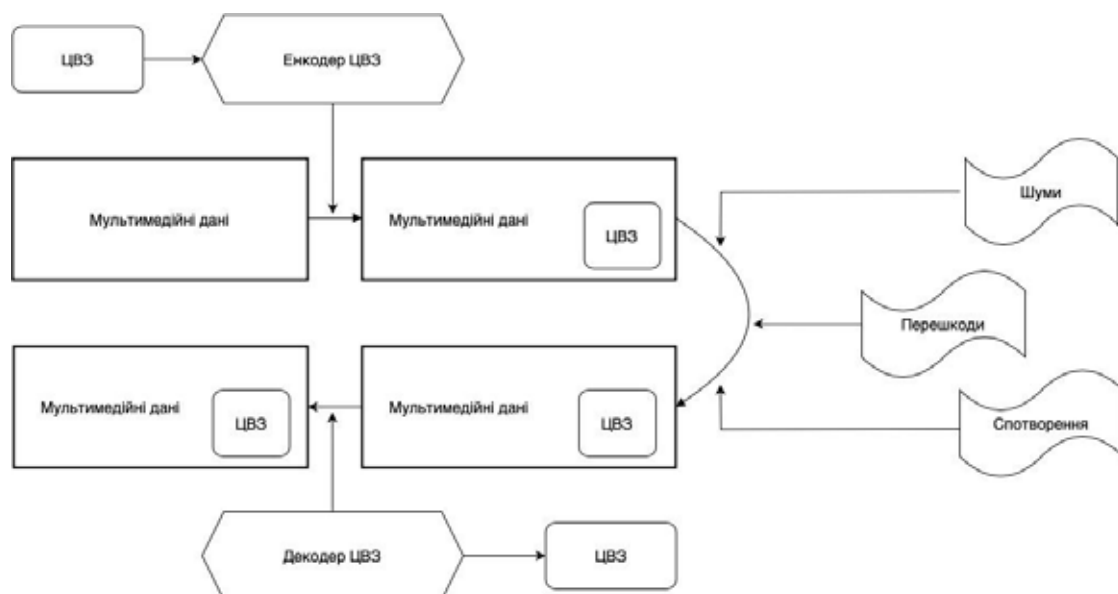 ЦВЗ
Енкодер ЦВЗ
Мультимедійні дані
Мультимедійні дані
ЦВЗ
Шуми
Перешкоди
Мультимедійні дані
ЦВЗ
Мультимедійні дані
ЦВЗ
Спотворення
Декодер ЦВЗ
ЦВЗ